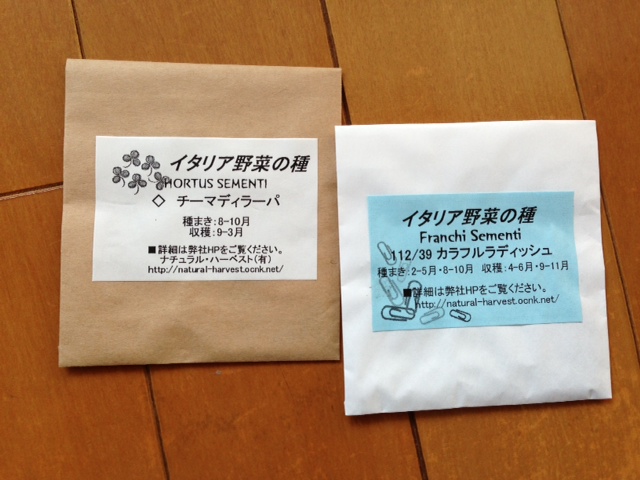 イタリア野菜の種
HORTUS SEMENTI
◇ チーマディラーパ
種まき:8-10月
収穫:9-3月
■詳細は弊社HPをご覧ください。
ナチュラル・ハーベスト(有)
http://natural-harvest.ocnk.net/
イタリア野菜の種
Franchi Sementi
112/39 カラフルラディッシュ
種まき:2-5月・8-10月 収穫:4-6月・9-11月
■詳細は弊社HPをご覧ください。
http://natural-harvest.ocnk.net/